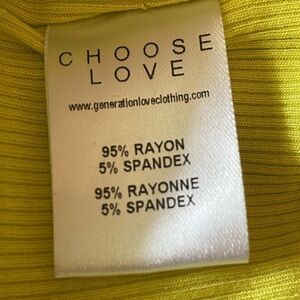 CHOOSE
LOVE
www.generationloveclothing.com
95% RAYON
5% SPANDEX
95% RAYONNE
5% SPANDEX